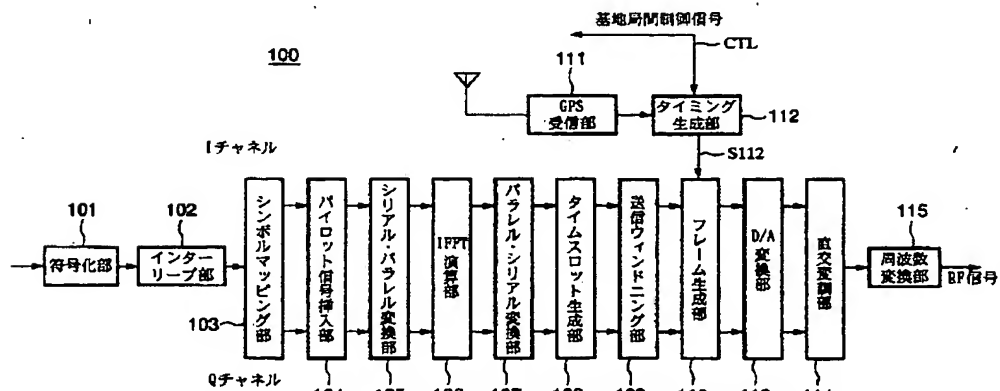 基地局間制御信号
CTL
100
111
GPS
受信部
タイミング
生成部
112
S112
Iチャネル
101
符号化部
102
インター
リーブ部
103
シンボルマッピング部
パイロット信号挿入部
シリアル・パラレル変換部
IFFT
演算部
パラレル・シリアル変換部
タイムスロット生成部
送信ウィンドニング部
フレーム生成部
D/A
変換部
直交変調部
115
周波数
変換部
RF信号
Qチャネル